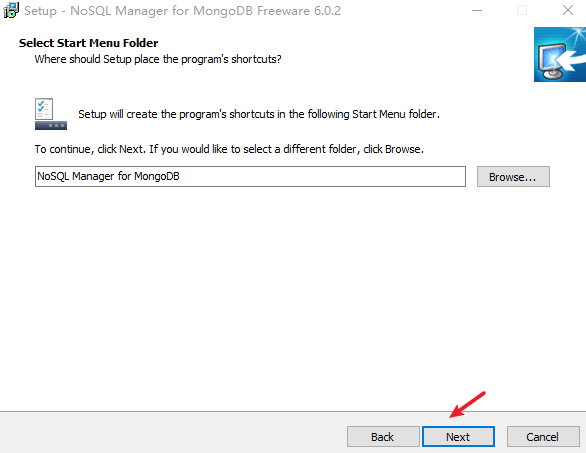 Setup - NoSQL Manager for MongoDB Freeware 6.0.2
Select Start Menu Folder
Where should Setup place the program's shortcuts?
Setup will create the program's shortcuts in the following Start Menu folder.
To continue, click Next. If you would like to select a different folder, click Browse.
NoSQL Manager for MongoDB
Browse...
Back
Next
Cancel